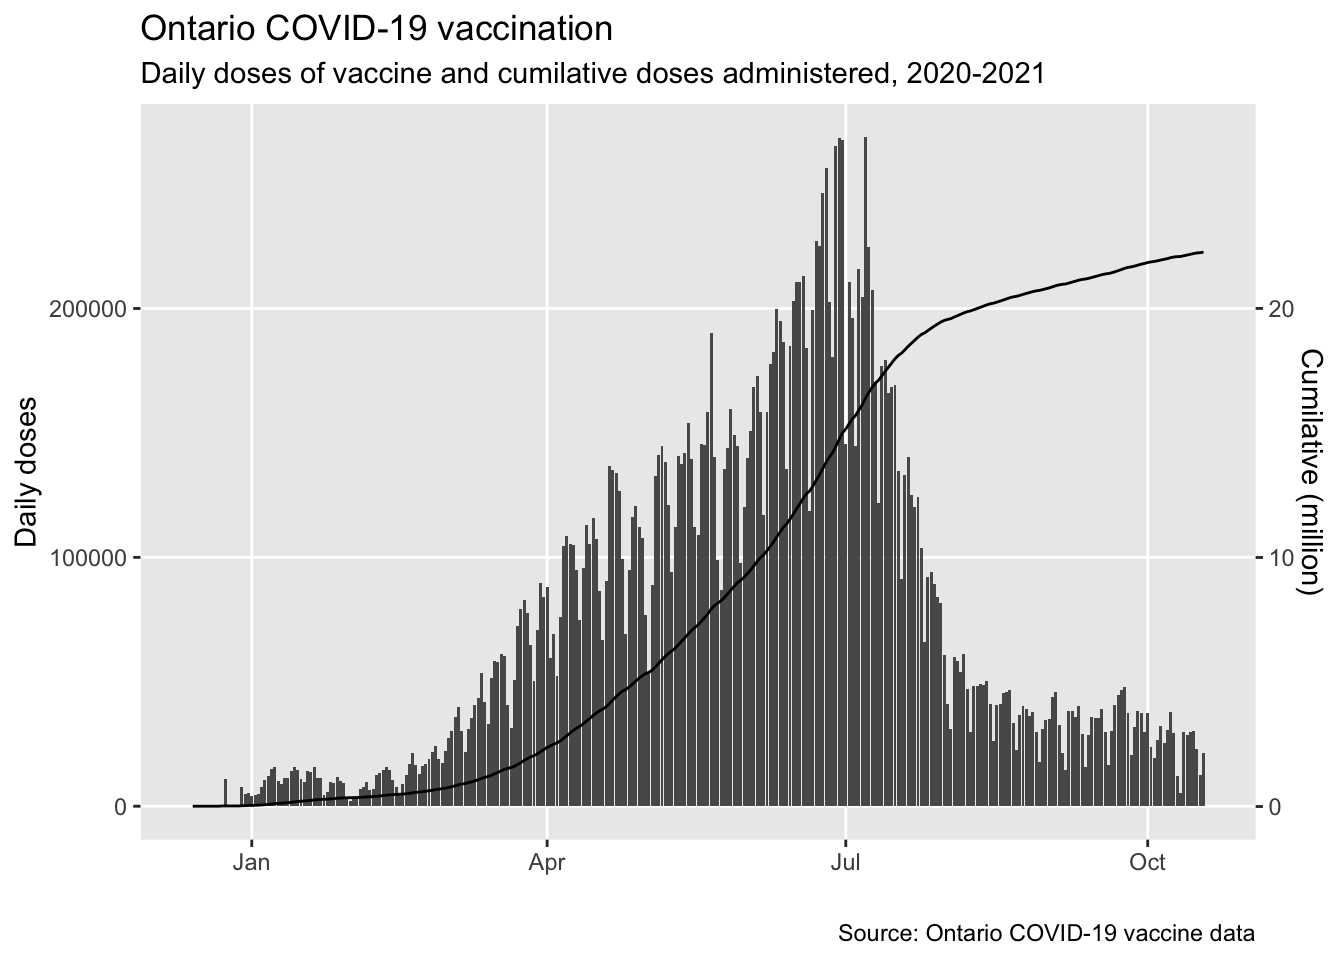 Ontario COVID-19 vaccination
Daily doses of vaccine and cumilative doses administered, 2020-2021
Daily doses
200000
100000
0
20
10
0
Cumilative (million)
Jan
Apr
Jul
Oct
Source: Ontario COVID-19 vaccine data